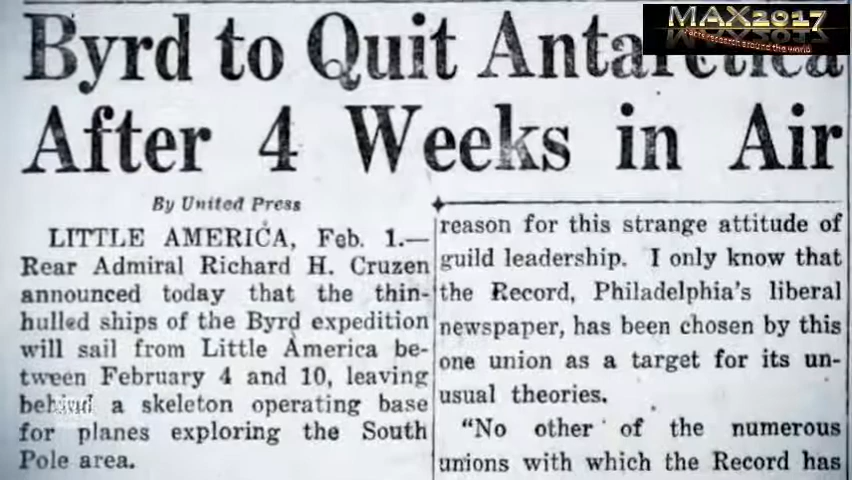 MAX2017
Facts research around the world
Byrd to Quit Antarctica
After 4 Weeks in Air
By United Press
LITTLE AMERICA, Feb. 1.—
Rear Admiral Richard H. Cruzen
announced today that the thin-
hulled ships of the Byrd expedition
will sail from Little America be-
tween February 4 and 10, leaving
behind a skeleton operating base
for planes exploring the South
Pole area.
reason for this strange attitude of
guild leadership. I only know that
the Record, Philadelphia's liberal
newspaper, has been chosen by this
one union as a target for its un-
usual theories.
"No other of the numerous
unions with which the Record has